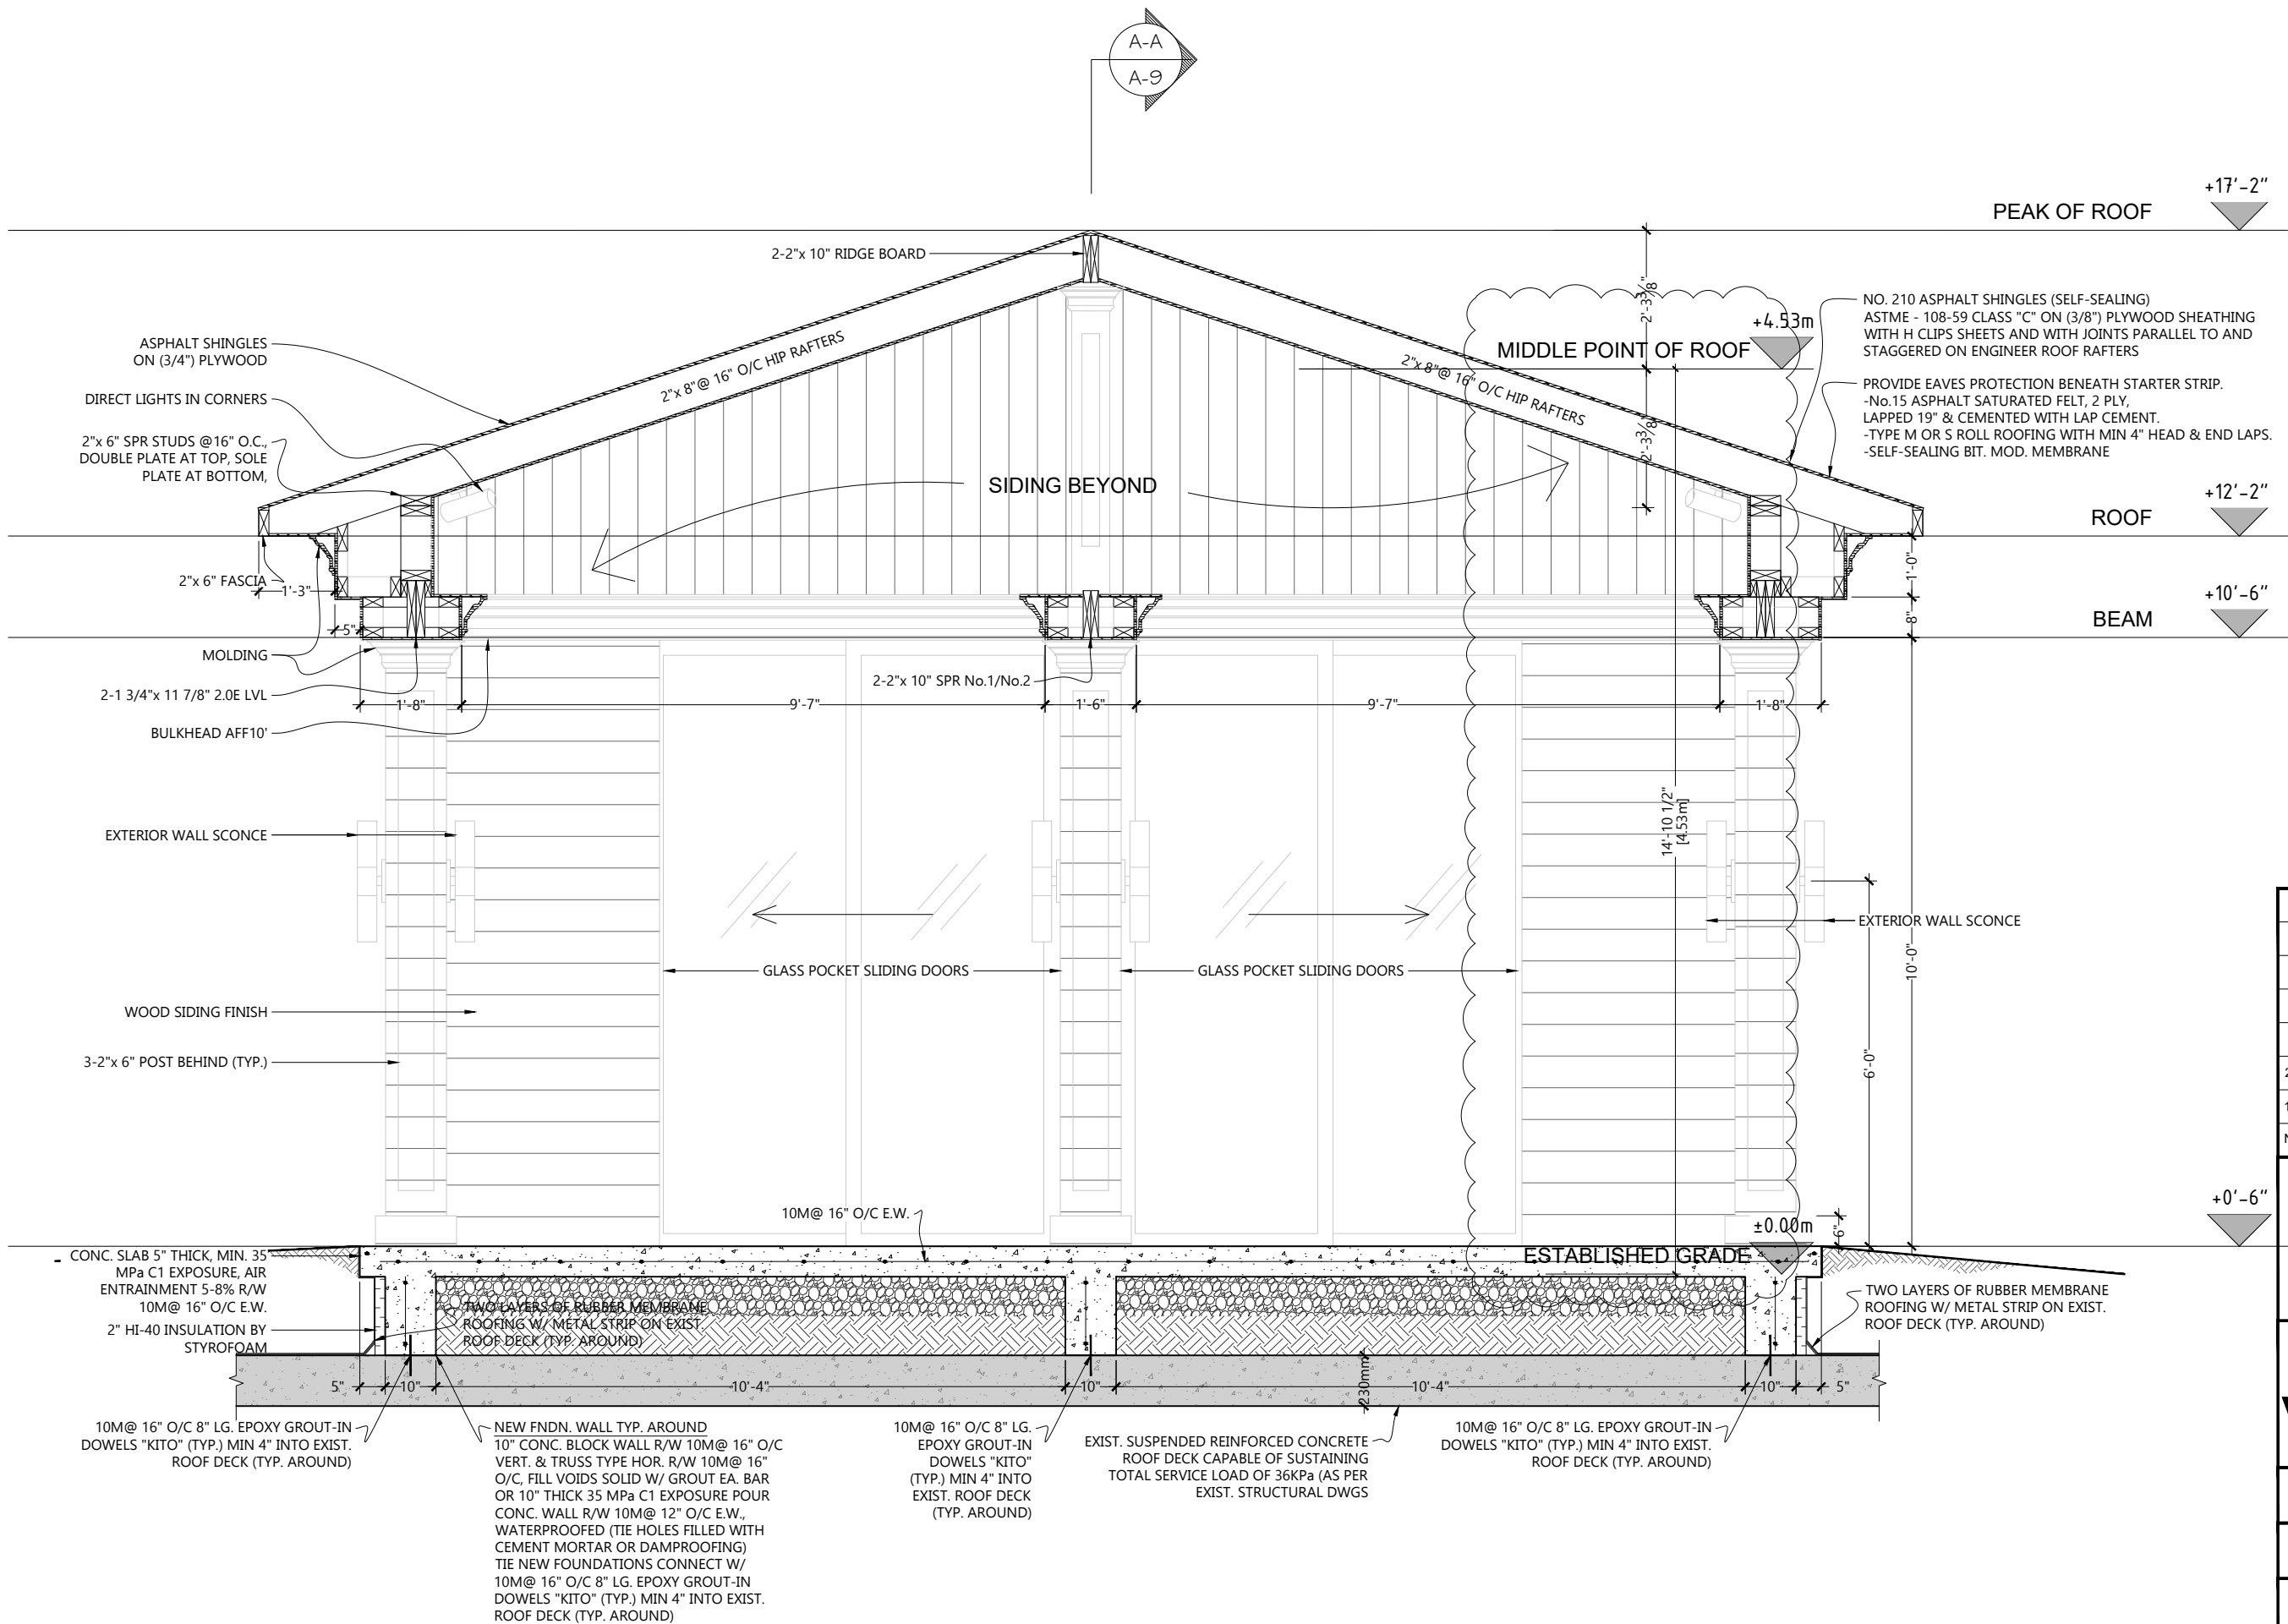 A-A
A-9
+17'-2"
PEAK OF ROOF
2-2"x 10" RIDGE BOARD
2'-3 3/8"
+4.53m
MIDDLE POINT OF ROOF
NO. 210 ASPHALT SHINGLES (SELF-SEALING)
ASTME - 108-59 CLASS "C" ON (3/8") PLYWOOD SHEATHING
WITH H CLIPS SHEETS AND WITH JOINTS PARALLEL TO AND
STAGGERED ON ENGINEER ROOF RAFTERS
ASPHALT SHINGLES
ON (3/4") PLYWOOD
2"x 8"@ 16" O/C HIP RAFTERS
2"x 8"@ 16" O/C HIP RAFTERS
2'-3 3/8"
PROVIDE EAVES PROTECTION BENEATH STARTER STRIP.
-No.15 ASPHALT SATURATED FELT, 2 PLY,
LAPPED 19" & CEMENTED WITH LAP CEMENT.
-TYPE M OR S ROLL ROOFING WITH MIN 4" HEAD & END LAPS.
-SELF-SEALING BIT. MOD. MEMBRANE
DIRECT LIGHTS IN CORNERS
2"x 6" SPR STUDS @16" O.C.,
DOUBLE PLATE AT TOP, SOLE
PLATE AT BOTTOM,
SIDING BEYOND
+12'-2"
ROOF
2"x 6" FASCIA
1'-3"
1'-0"
+10'-6"
BEAM
5"
8"
MOLDING
2-1 3/4"x 11 7/8" 2.0E LVL
2-2"x 10" SPR No.1/No.2
1'-8"
9'-7"
1'-6"
9'-7"
1'-8"
BULKHEAD AFF10'
14'-10 1/2"
[4.53m]
EXTERIOR WALL SCONCE
EXTERIOR WALL SCONCE
10'-0"
GLASS POCKET SLIDING DOORS
GLASS POCKET SLIDING DOORS
WOOD SIDING FINISH
3-2"x 6" POST BEHIND (TYP.)
6'-0"
10M@ 16" O/C E.W.
+0'-6"
±0.00m
6"
ESTABLISHED GRADE
CONC. SLAB 5" THICK, MIN. 35
MPa C1 EXPOSURE, AIR
ENTRAINMENT 5-8% R/W
10M@ 16" O/C E.W.
2" HI-40 INSULATION BY
STYROFOAM
TWO LAYERS OF RUBBER MEMBRANE
ROOFING W/ METAL STRIP ON EXIST.
ROOF DECK (TYP. AROUND)
TWO LAYERS OF RUBBER MEMBRANE
ROOFING W/ METAL STRIP ON EXIST.
ROOF DECK (TYP. AROUND)
5"
10"
10'-4"
10"
230mm
10'-4"
10"
5"
10M@ 16" O/C 8" LG. EPOXY GROUT-IN
DOWELS "KITO" (TYP.) MIN 4" INTO EXIST.
ROOF DECK (TYP. AROUND)
NEW FNDN. WALL TYP. AROUND
10" CONC. BLOCK WALL R/W 10M@ 16" O/C
VERT. & TRUSS TYPE HOR. R/W 10M@ 16"
O/C, FILL VOIDS SOLID W/ GROUT EA. BAR
OR 10" THICK 35 MPa C1 EXPOSURE POUR
CONC. WALL R/W 10M@ 12" O/C E.W.,
WATERPROOFED (TIE HOLES FILLED WITH
CEMENT MORTAR OR DAMPROOFING)
TIE NEW FOUNDATIONS CONNECT W/
10M@ 16" O/C 8" LG. EPOXY GROUT-IN
DOWELS "KITO" (TYP.) MIN 4" INTO EXIST.
ROOF DECK (TYP. AROUND)
10M@ 16" O/C 8" LG.
EPOXY GROUT-IN
DOWELS "KITO"
(TYP.) MIN 4" INTO
EXIST. ROOF DECK
(TYP. AROUND)
EXIST. SUSPENDED REINFORCED CONCRETE
ROOF DECK CAPABLE OF SUSTAINING
TOTAL SERVICE LOAD OF 36KPa (AS PER
EXIST. STRUCTURAL DWGS
10M@ 16" O/C 8" LG. EPOXY GROUT-IN
DOWELS "KITO" (TYP.) MIN 4" INTO EXIST.
ROOF DECK (TYP. AROUND)